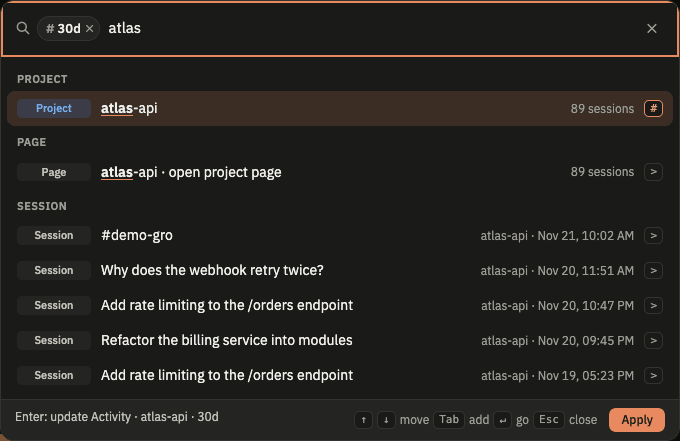 # 30d × atlas ×
PROJECT
Project atlas-api 89 sessions #
PAGE
Page atlas-api · open project page 89 sessions >
SESSION
Session #demo-gro atlas-api · Nov 21, 10:02 AM >
Session Why does the webhook retry twice? atlas-api · Nov 20, 11:51 AM >
Session Add rate limiting to the /orders endpoint atlas-api · Nov 20, 10:47 PM >
Session Refactor the billing service into modules atlas-api · Nov 20, 09:45 PM >
Session Add rate limiting to the /orders endpoint atlas-api · Nov 19, 05:23 PM >
Enter: update Activity · atlas-api · 30d ↑ ↓ move Tab add ↵ go Esc close Apply